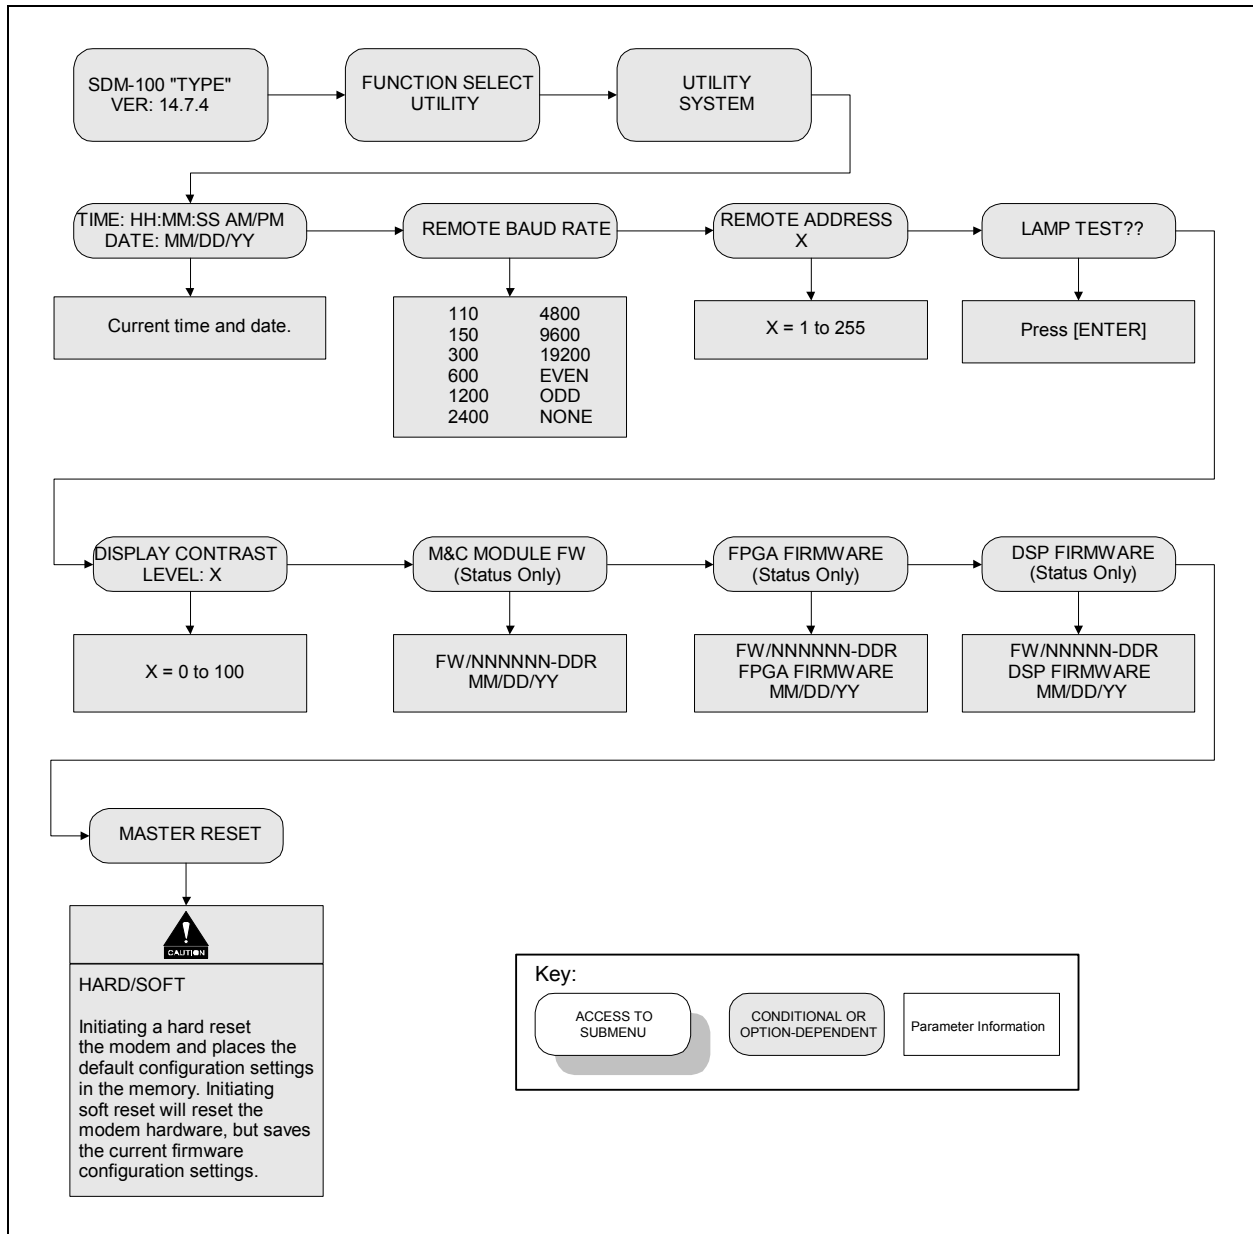 SDM-100 "TYPE"
VER: 14.7.4
FUNCTION SELECT
UTILITY
UTILITY
SYSTEM
TIME: HH:MM:SS AM/PM
DATE: MM/DD/YY
REMOTE BAUD RATE
REMOTE ADDRESS
X
LAMP TEST??
Current time and date.
110 4800
150 9600
300 19200
600 EVEN
1200 ODD
2400 NONE
X = 1 to 255
Press [ENTER]
DISPLAY CONTRAST
LEVEL: X
M&C MODULE FW
(Status Only)
FPGA FIRMWARE
(Status Only)
DSP FIRMWARE
(Status Only)
X = 0 to 100
FW/NNNNNN-DDR
MM/DD/YY
FW/NNNNNN-DDR
FPGA FIRMWARE
MM/DD/YY
FW/NNNNN-DDR
DSP FIRMWARE
MM/DD/YY
MASTER RESET
CAUTION
HARD/SOFT
Initiating a hard reset
the modem and places the
default configuration settings
in the memory. Initiating
soft reset will reset the
modem hardware, but saves
the current firmware
configuration settings.
Key:
ACCESS TO
SUBMENU
CONDITIONAL OR
OPTION-DEPENDENT
Parameter Information